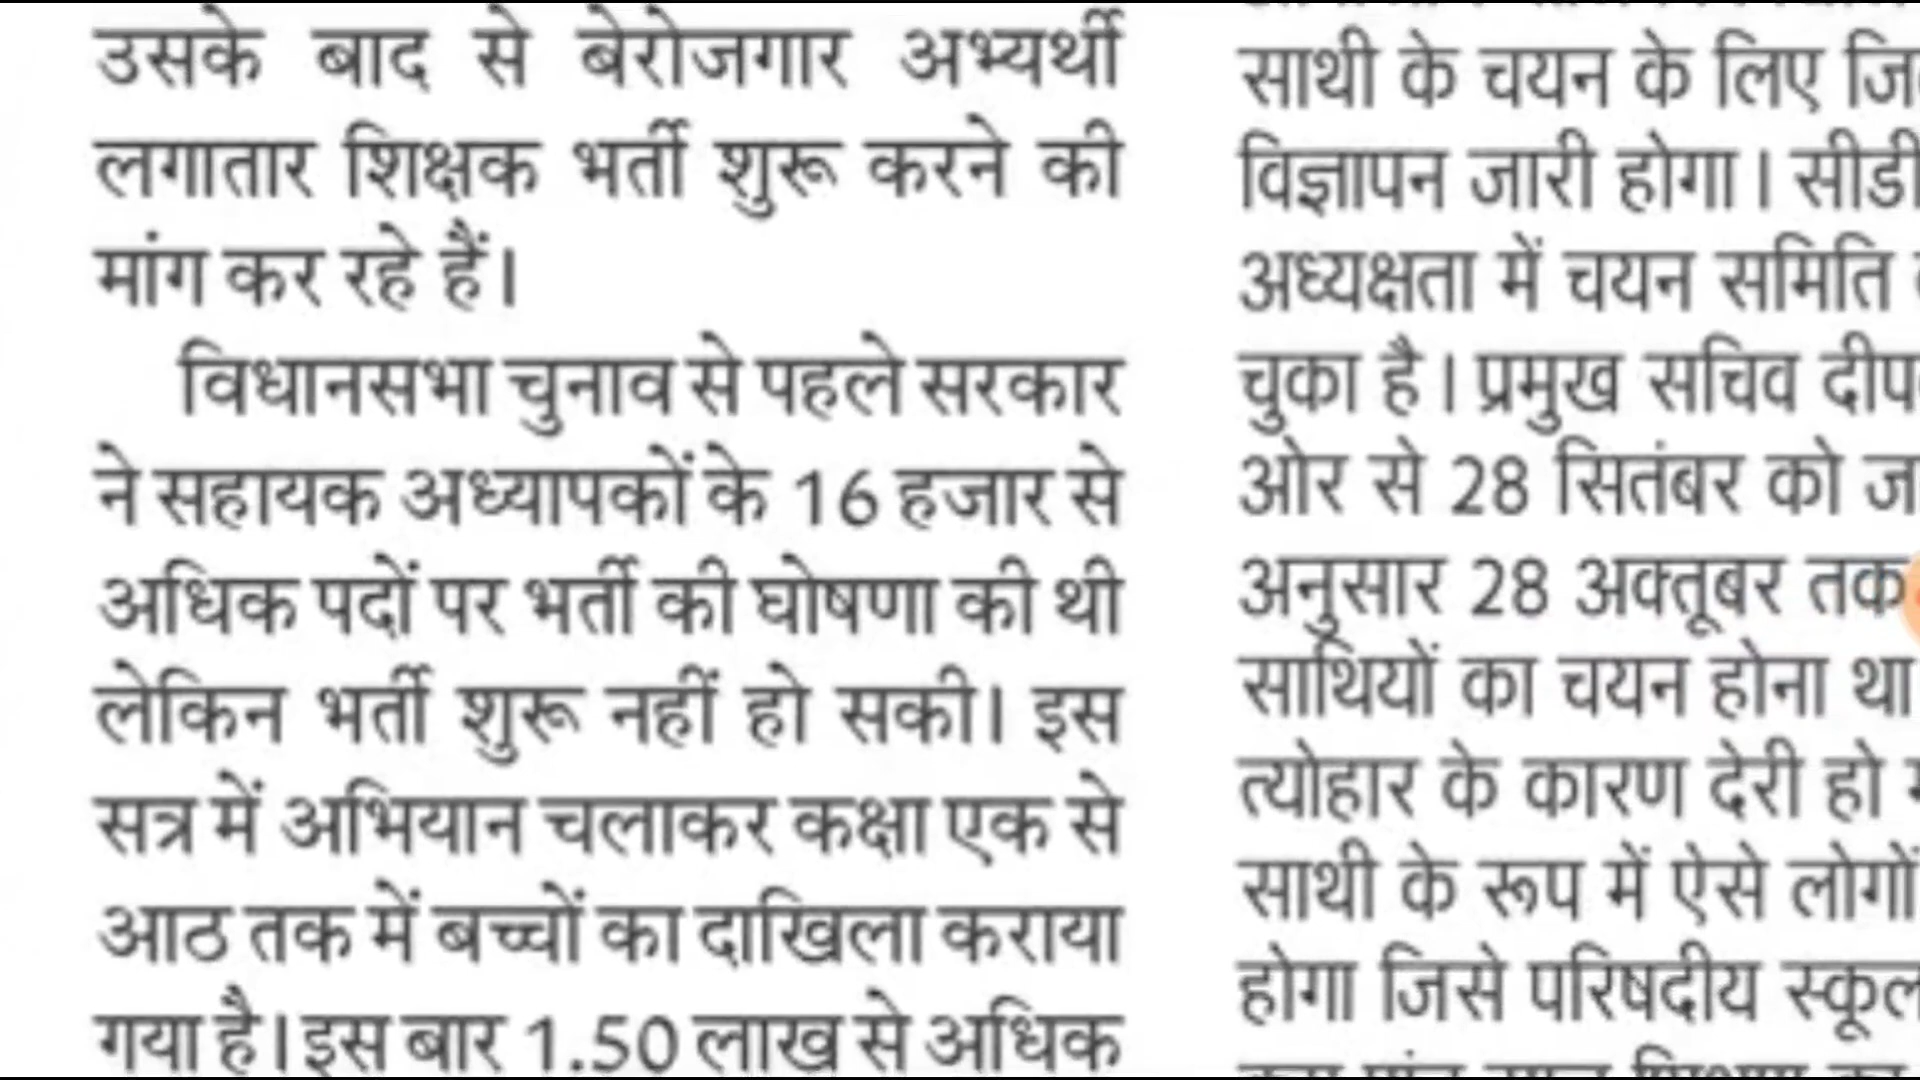 उसके बाद से बेरोजगार अभ्यर्थी
लगातार शिक्षक भर्ती शुरू करने की
मांग कर रहे हैं।
विधानसभा चुनाव से पहले सरकार
ने सहायक अध्यापकों के 16 हजार से
अधिक पदों पर भर्ती की घोषणा की थी
लेकिन भर्ती शुरू नहीं हो सकी। इस
सत्र में अभियान चलाकर कक्षा एक से
आठ तक में बच्चों का दाखिला कराया
गया है। इस बार 1.50 लाख से अधिक
साथी के चयन के लिए
विज्ञापन जारी होगा।
अध्यक्षता में चयन समिति
चुका है। प्रमुख सचिव
ओर से 28 सितंबर को
अनुसार 28 अक्तूबर तक
साथियों का चयन होना था
त्योहार के कारण देरी हो
साथी के रूप में ऐसे लोगों
होगा जिसे परिषदीय स्कूल